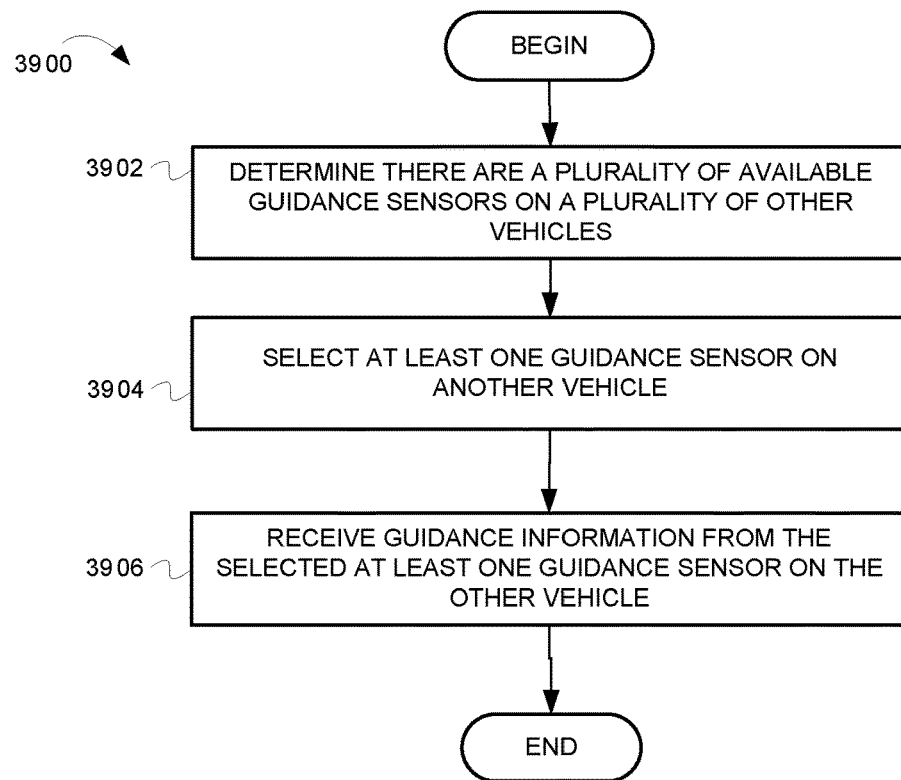 3900
BEGIN
3902
DETERMINE THERE ARE A PLURALITY OF AVAILABLE
GUIDANCE SENSORS ON A PLURALITY OF OTHER
VEHICLES
3904
SELECT AT LEAST ONE GUIDANCE SENSOR ON
ANOTHER VEHICLE
3906
RECEIVE GUIDANCE INFORMATION FROM THE
SELECTED AT LEAST ONE GUIDANCE SENSOR ON THE
OTHER VEHICLE
END